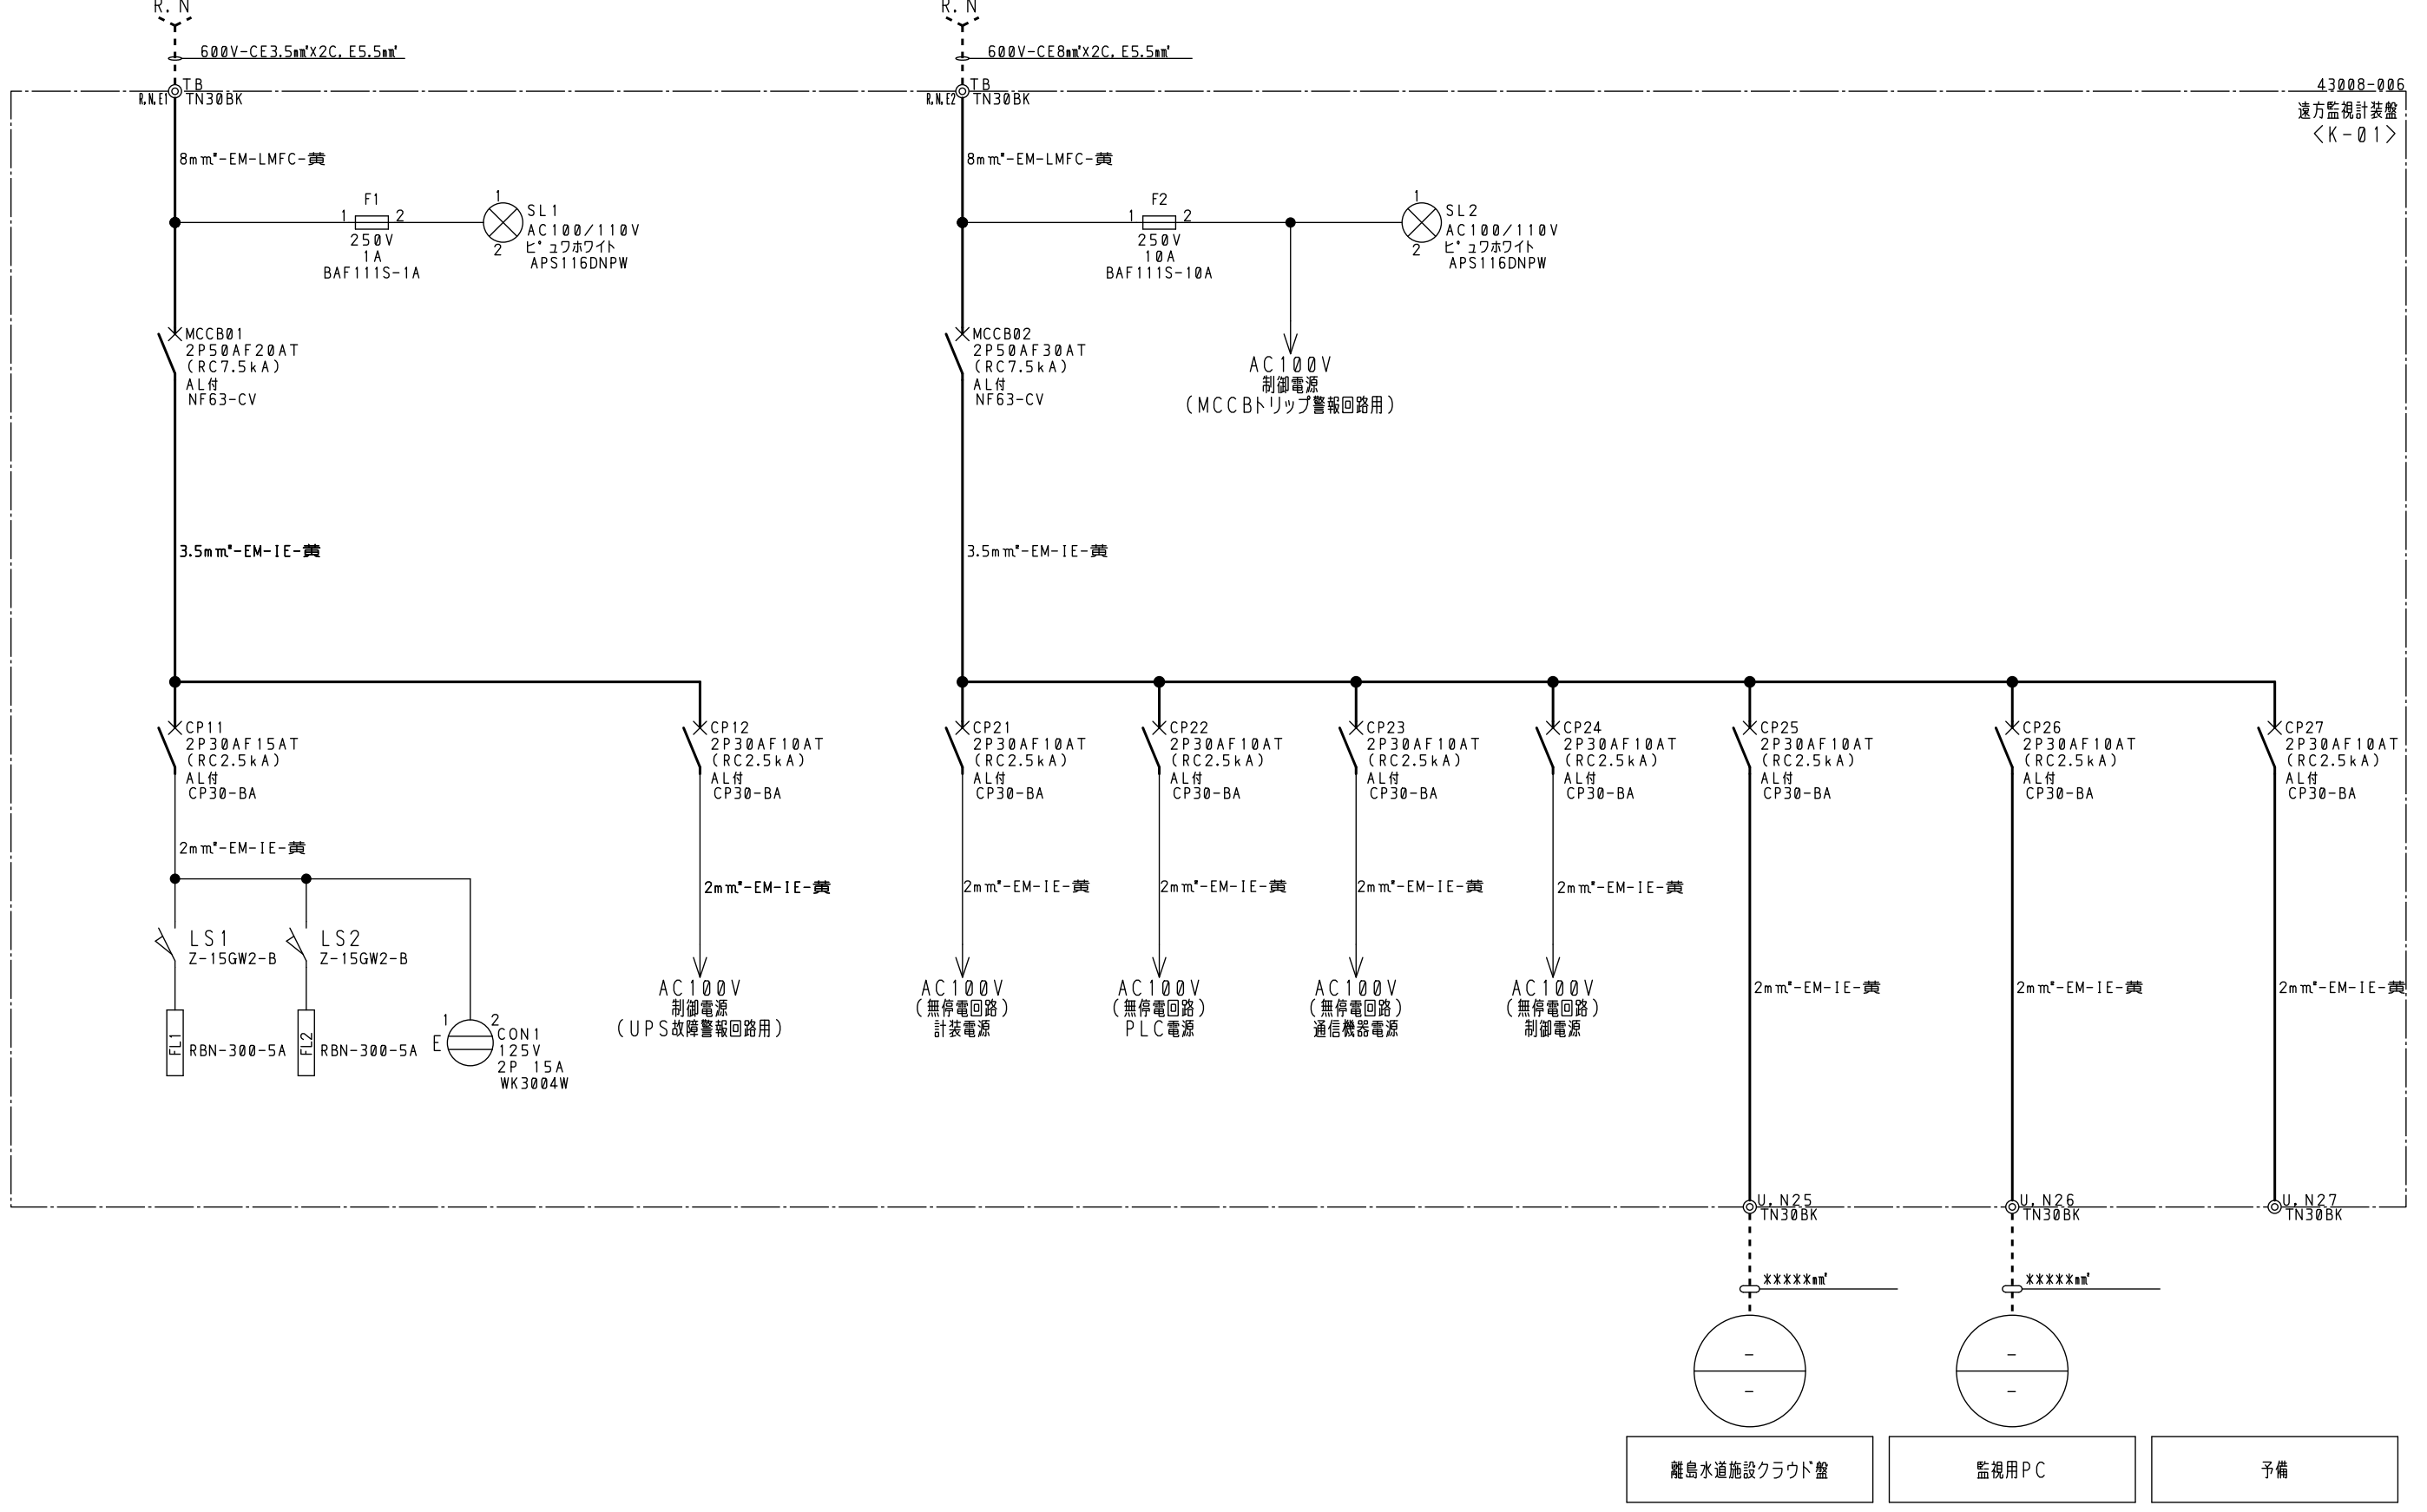 R. N
600V-CE3.5m㎡X2C, E5.5m㎡
TB
R,N,E1
TN30BK
8m㎡-EM-LMFC-黄
F1
1
2
250V
1A
BAF111S-1A
1
2
SL1
AC100/110V
ピュワホワイト
APS116DNPW
MCCB01
2P50AF20AT
(RC7.5kA)
AL付
NF63-CV
3.5m㎡-EM-IE-黄
R. N
600V-CE8m㎡X2C, E5.5m㎡
TB
R,N,E2
TN30BK
8m㎡-EM-LMFC-黄
F2
1
2
250V
10A
BAF111S-10A
1
2
SL2
AC100/110V
ピュワホワイト
APS116DNPW
AC100V
制御電源
(MCCBトリップ警報回路用)
MCCB02
2P50AF30AT
(RC7.5kA)
AL付
NF63-CV
3.5m㎡-EM-IE-黄
43008-006
遠方監視計装盤
<K-01>
CP11
2P30AF15AT
(RC2.5kA)
AL付
CP30-BA
2m㎡-EM-IE-黄
LS1
Z-15GW2-B
LS2
Z-15GW2-B
FL1
RBN-300-5A
FL2
RBN-300-5A
1
2
E
CON1
125V
2P 15A
WK3004W
CP12
2P30AF10AT
(RC2.5kA)
AL付
CP30-BA
2m㎡-EM-IE-黄
AC100V
制御電源
(UPS故障警報回路用)
CP21
2P30AF10AT
(RC2.5kA)
AL付
CP30-BA
2m㎡-EM-IE-黄
AC100V
(無停電回路)
計装電源
CP22
2P30AF10AT
(RC2.5kA)
AL付
CP30-BA
2m㎡-EM-IE-黄
AC100V
(無停電回路)
PLC電源
CP23
2P30AF10AT
(RC2.5kA)
AL付
CP30-BA
2m㎡-EM-IE-黄
AC100V
(無停電回路)
通信機器電源
CP24
2P30AF10AT
(RC2.5kA)
AL付
CP30-BA
2m㎡-EM-IE-黄
AC100V
(無停電回路)
制御電源
CP25
2P30AF10AT
(RC2.5kA)
AL付
CP30-BA
2m㎡-EM-IE-黄
U, N25
TN30BK
*****m㎡
-
-
離島水道施設クラウド盤
CP26
2P30AF10AT
(RC2.5kA)
AL付
CP30-BA
2m㎡-EM-IE-黄
U, N26
TN30BK
*****m㎡
-
-
監視用PC
CP27
2P30AF10AT
(RC2.5kA)
AL付
CP30-BA
2m㎡-EM-IE-黄
U, N27
TN30BK
予備